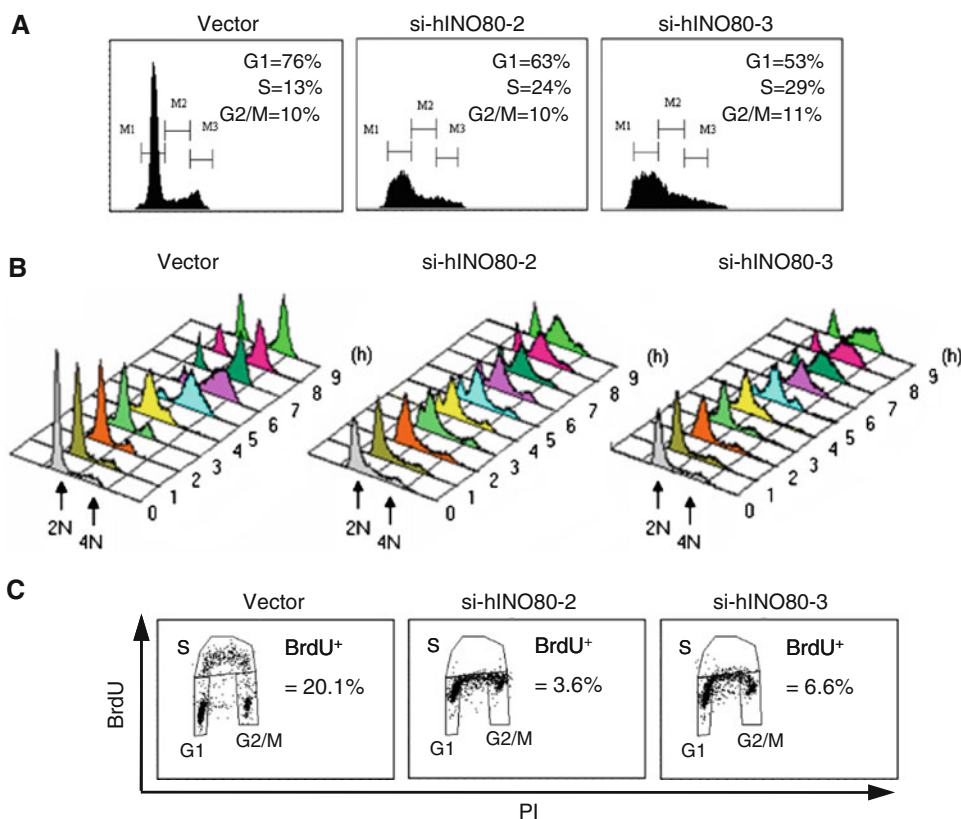 A
Vector
si-hINO80-2
si-hINO80-3
G1=76%
S=13%
G2/M=10%
M1
M2
M3
G1=63%
S=24%
G2/M=10%
M1
M2
M3
G1=53%
S=29%
G2/M=11%
M1
M2
M3
B
Vector
si-hINO80-2
si-hINO80-3
(h)
0 1 2 3 4 5 6 7 8 9
2N
4N
(h)
0 1 2 3 4 5 6 7 8 9
2N
4N
(h)
0 1 2 3 4 5 6 7 8 9
2N
4N
C
Vector
si-hINO80-2
si-hINO80-3
BrdU
S
BrdU+
= 20.1%
G1
G2/M
S
BrdU+
= 3.6%
G1
G2/M
S
BrdU+
= 6.6%
G1
G2/M
PI